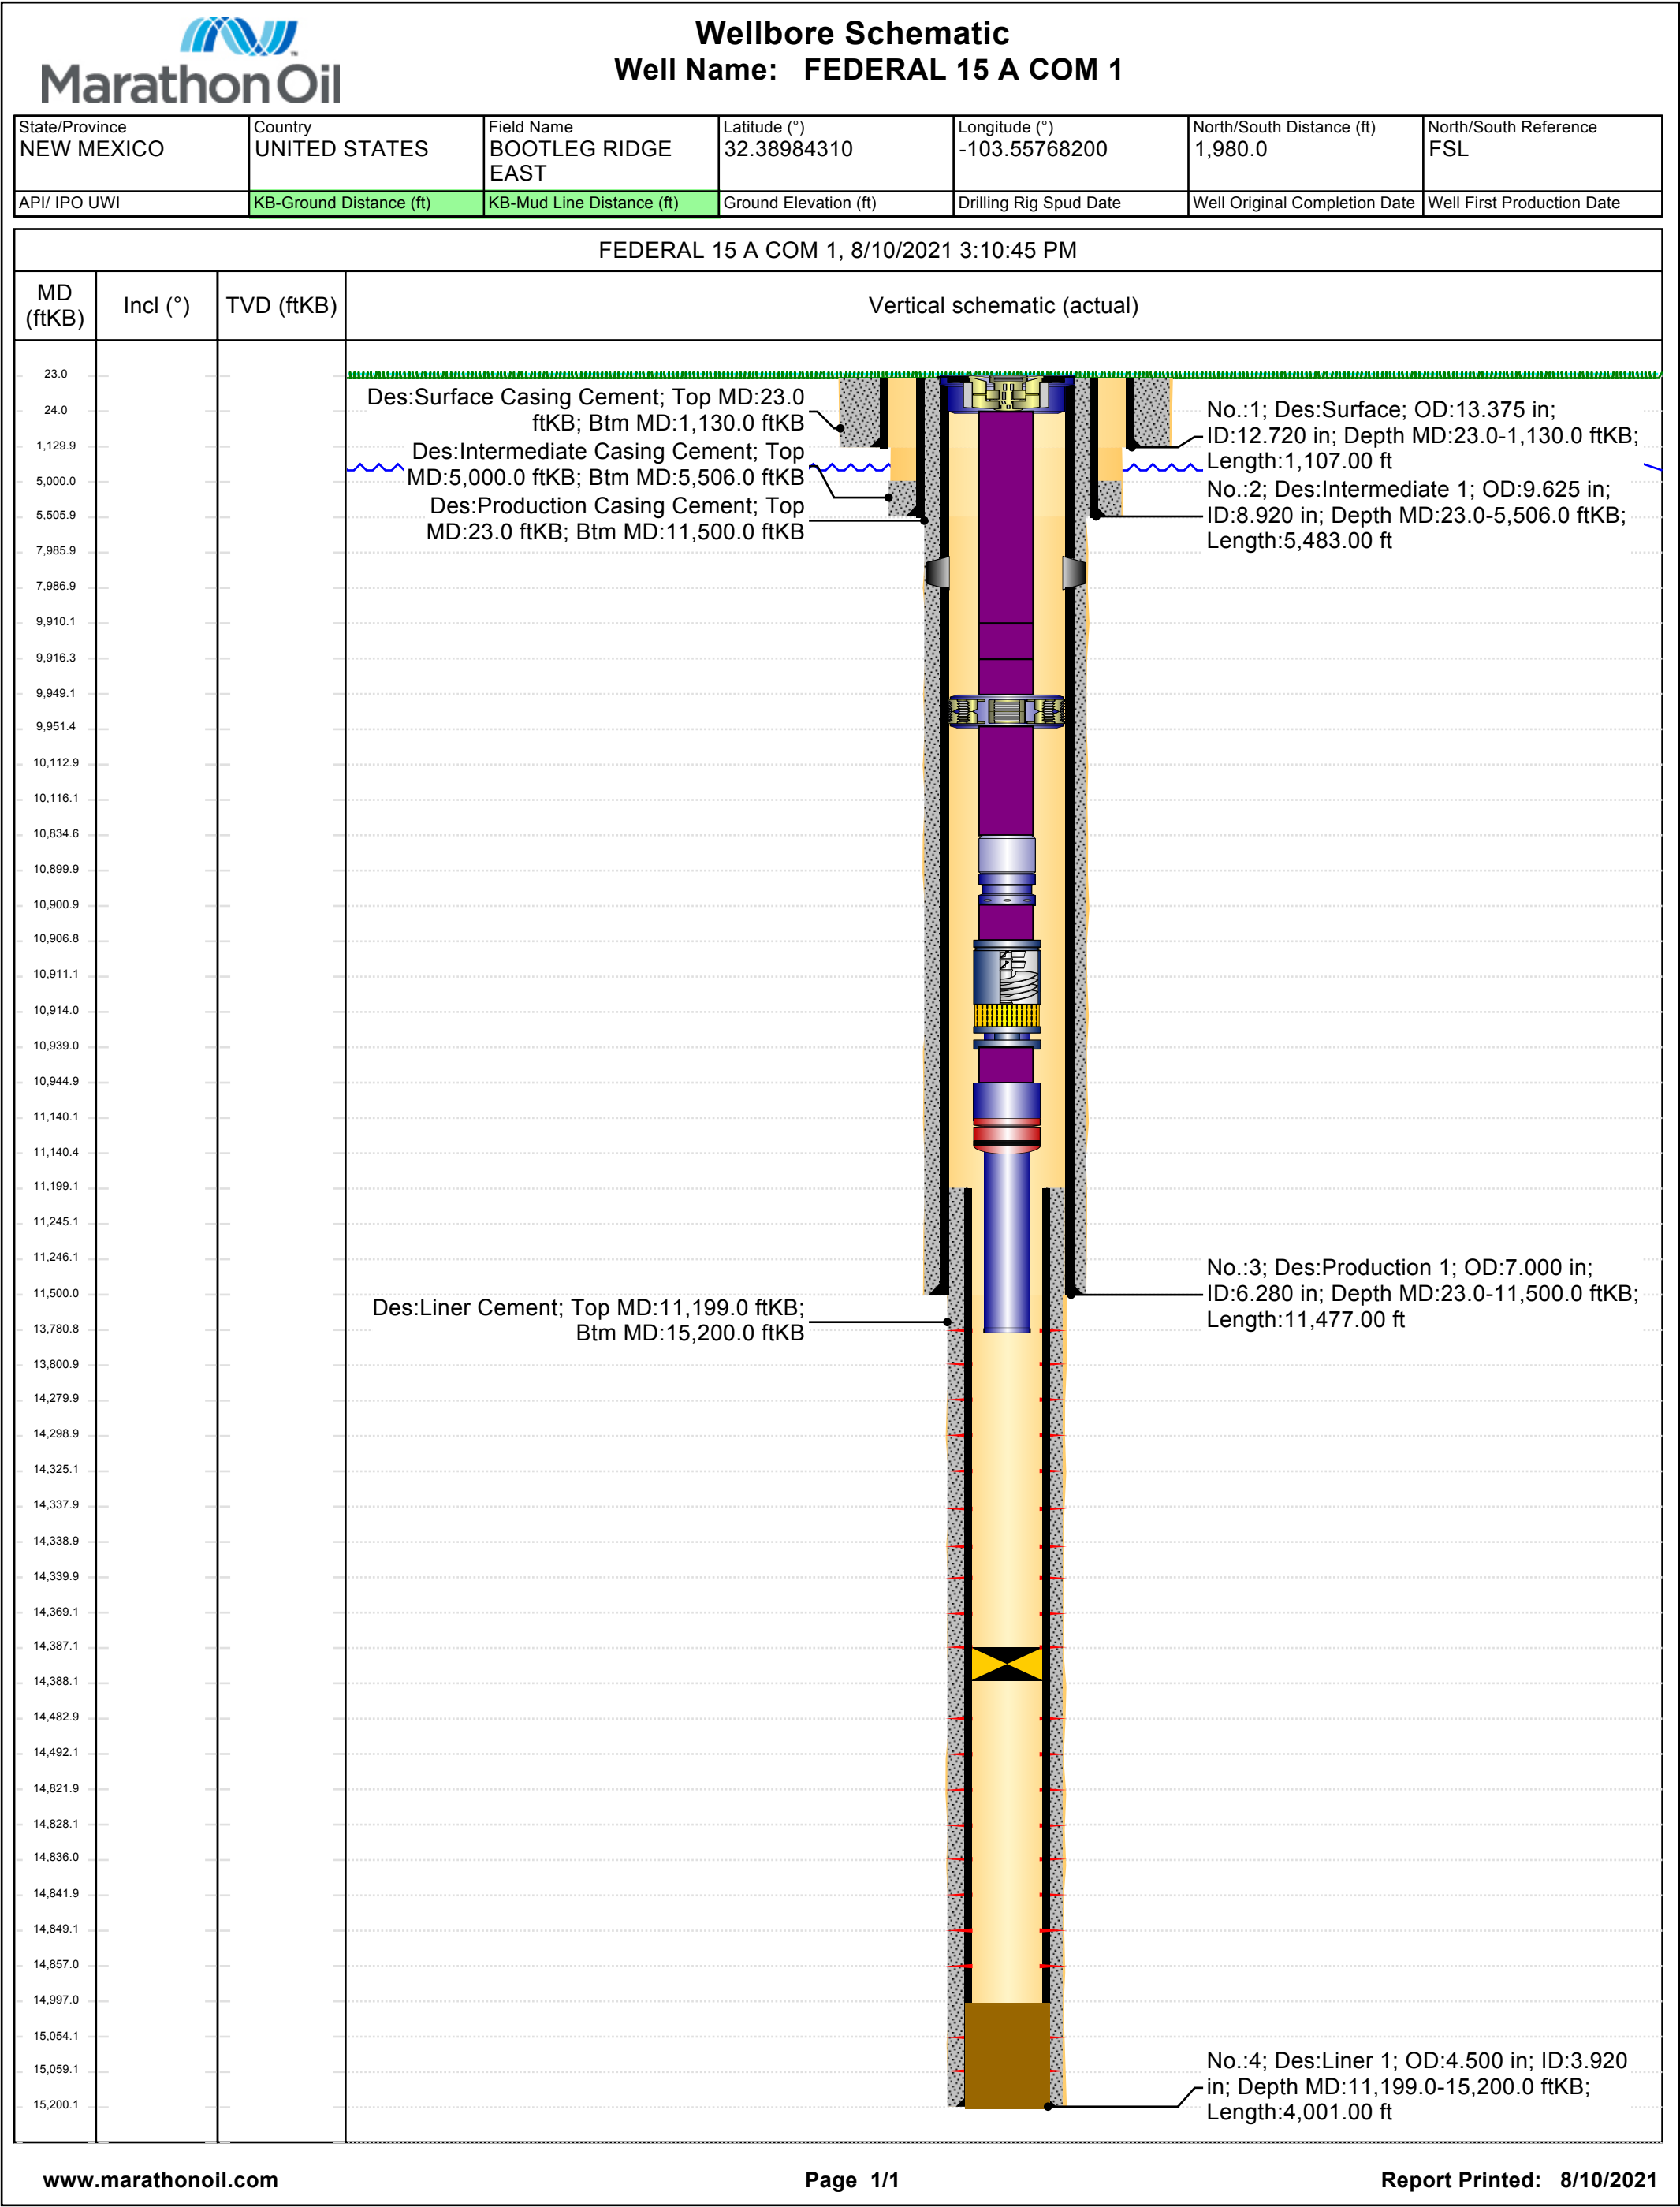 Marathon Oil
Wellbore Schematic
Well Name: FEDERAL 15 A COM 1
State/Province
NEW MEXICO
Country
UNITED STATES
Field Name
BOOTLEG RIDGE
EAST
Latitude (°)
32.38984310
Longitude (°)
-103.55768200
North/South Distance (ft)
1,980.0
North/South Reference
FSL
API/ IPO UWI
KB-Ground Distance (ft)
KB-Mud Line Distance (ft)
Ground Elevation (ft)
Drilling Rig Spud Date
Well Original Completion Date
Well First Production Date
FEDERAL 15 A COM 1, 8/10/2021 3:10:45 PM
MD
(ftKB)
Incl (°)
TVD (ftKB)
Vertical schematic (actual)
23.0
24.0
1,129.9
5,000.0
5,505.9
7,985.9
7,986.9
9,910.1
9,916.3
9,949.1
9,951.4
10,112.9
10,116.1
10,834.6
10,899.9
10,900.9
10,906.8
10,911.1
10,914.0
10,939.0
10,944.9
11,140.1
11,140.4
11,199.1
11,245.1
11,246.1
11,500.0
13,780.8
13,800.9
14,279.9
14,298.9
14,325.1
14,337.9
14,338.9
14,339.9
14,369.1
14,387.1
14,388.1
14,482.9
14,492.1
14,821.9
14,828.1
14,836.0
14,841.9
14,849.1
14,857.0
14,997.0
15,054.1
15,059.1
15,200.1
Des:Surface Casing Cement; Top MD:23.0
ftKB; Btm MD:1,130.0 ftKB
Des:Intermediate Casing Cement; Top
MD:5,000.0 ftKB; Btm MD:5,506.0 ftKB
Des:Production Casing Cement; Top
MD:23.0 ftKB; Btm MD:11,500.0 ftKB
No.:1; Des:Surface; OD:13.375 in;
ID:12.720 in; Depth MD:23.0-1,130.0 ftKB;
Length:1,107.00 ft
No.:2; Des:Intermediate 1; OD:9.625 in;
ID:8.920 in; Depth MD:23.0-5,506.0 ftKB;
Length:5,483.00 ft
No.:3; Des:Production 1; OD:7.000 in;
ID:6.280 in; Depth MD:23.0-11,500.0 ftKB;
Length:11,477.00 ft
Des:Liner Cement; Top MD:11,199.0 ftKB;
Btm MD:15,200.0 ftKB
No.:4; Des:Liner 1; OD:4.500 in; ID:3.920
in; Depth MD:11,199.0-15,200.0 ftKB;
Length:4,001.00 ft
www.marathonoil.com
Page 1/1
Report Printed: 8/10/2021